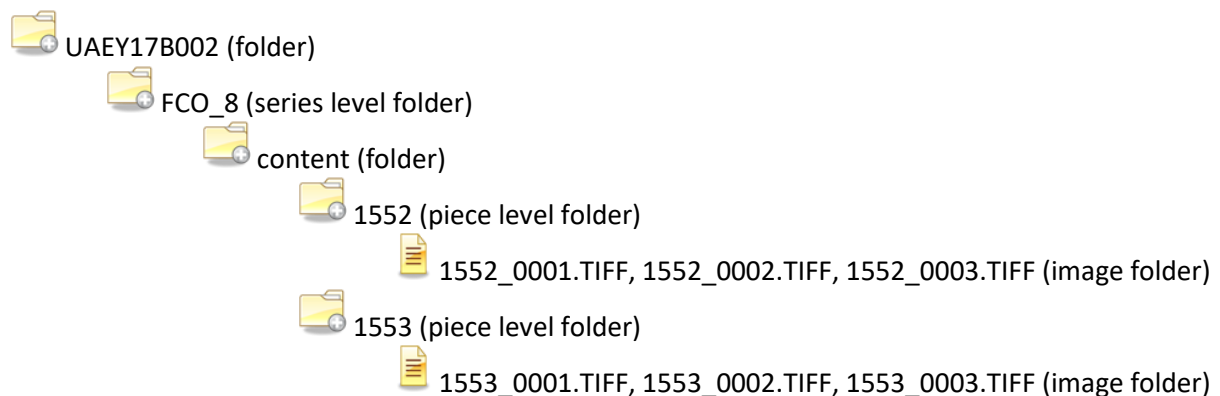 UAEY17B002 (folder)
FCO_8 (series level folder)
content (folder)
1552 (piece level folder)
1552_0001.TIFF, 1552_0002.TIFF, 1552_0003.TIFF (image folder)
1553 (piece level folder)
1553_0001.TIFF, 1553_0002.TIFF, 1553_0003.TIFF (image folder)